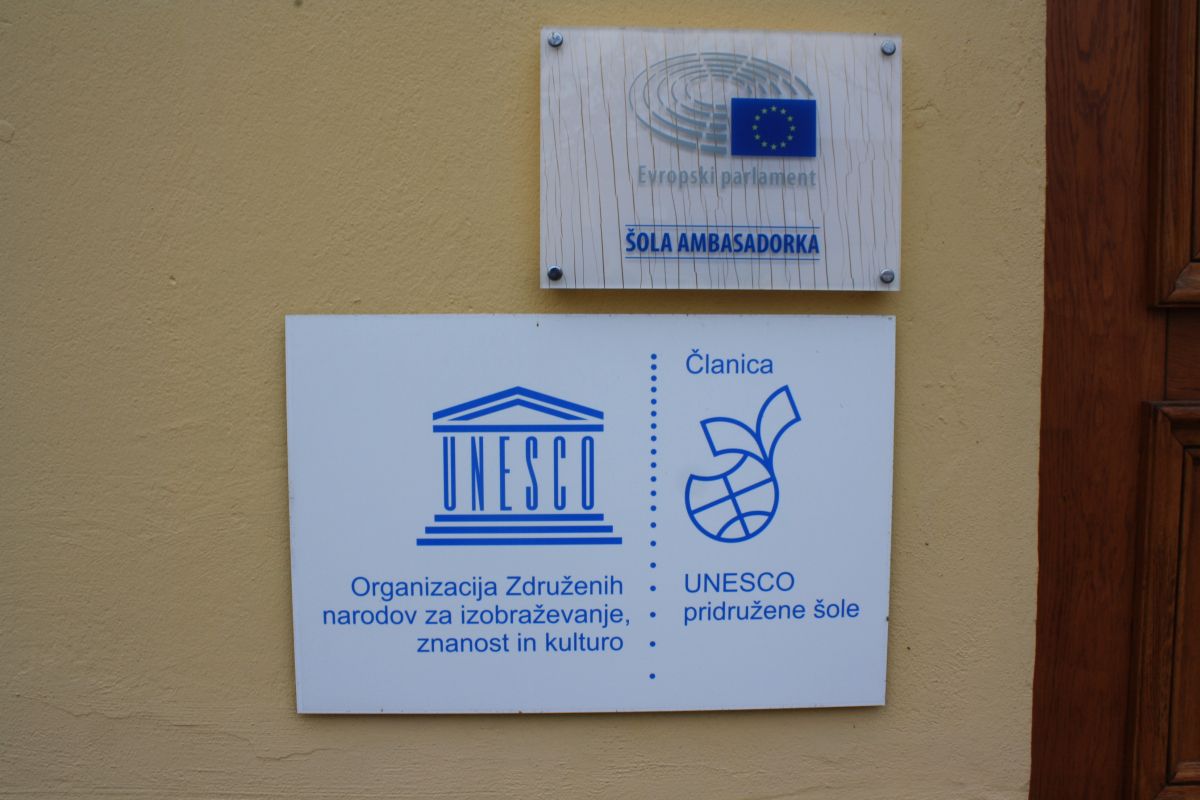 Evropski parlament
ŠOLA AMBASADORKA
UNESCO
Organizacija Združenih
narodov za izobraževanje,
znanost in kulturo
Članica
UNESCO
pridružene šole